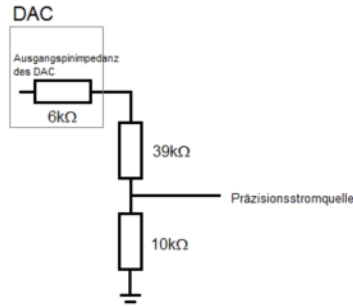 DAC
Ausgangspinimpedanz
des DAC
6kΩ
39kΩ
Präzisionsstromquelle
10kΩ